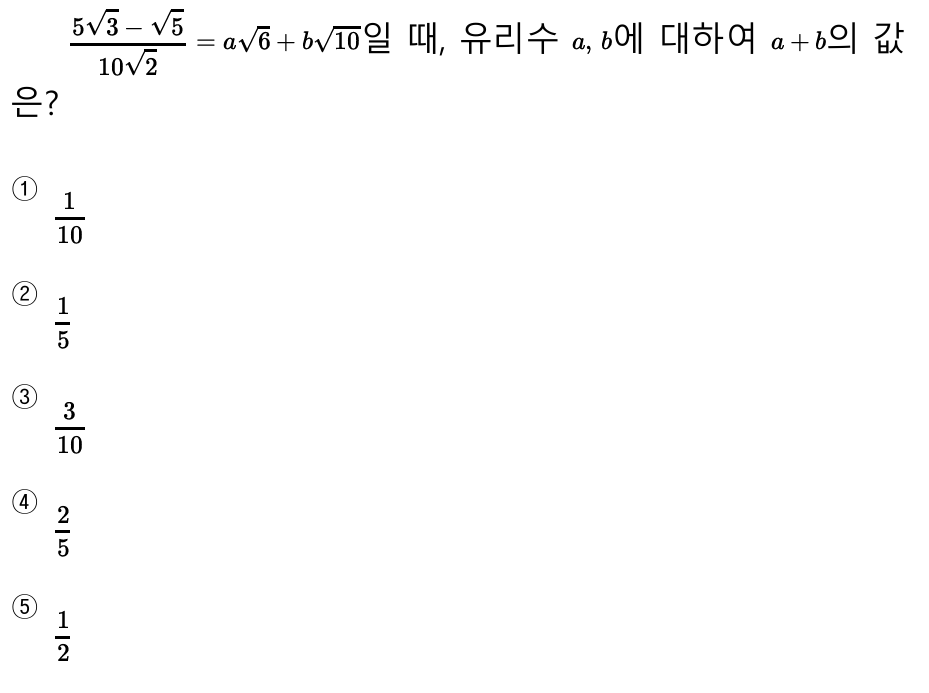 $\frac{5\sqrt{3}-\sqrt{5}}{10\sqrt{2}}=a\sqrt{6}+b\sqrt{10}$일 때, 유리수 $a, b$에 대하여 $a+b$의 값
은?
① $\frac{1}{10}$
② $\frac{1}{5}$
③ $\frac{3}{10}$
④ $\frac{2}{5}$
⑤ $\frac{1}{2}$